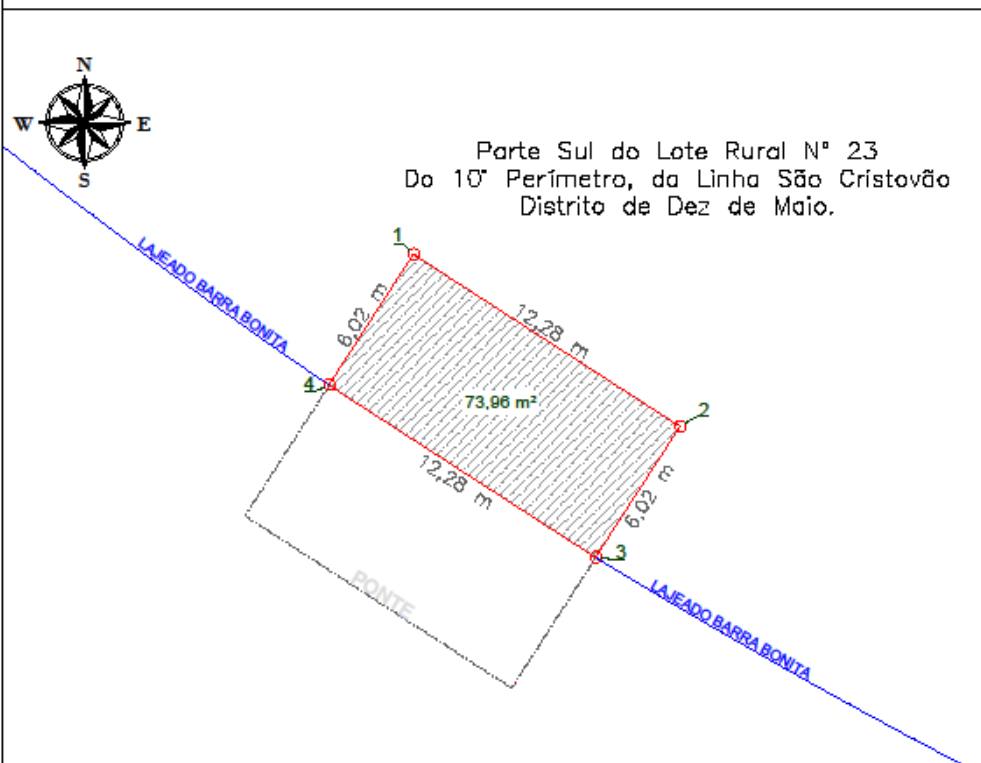 N
W E
S
Parte Sul do Lote Rural N° 23
Do 10° Perímetro, da Linha São Cristovão
Distrito de Dez de Maio.
1
LAJEADO BARRA BONITA
6,02 m
12,28 m
4
73,96 m²
2
12,28 m
6,02 m
3
PONTE
LAJEADO BARRA BONITA